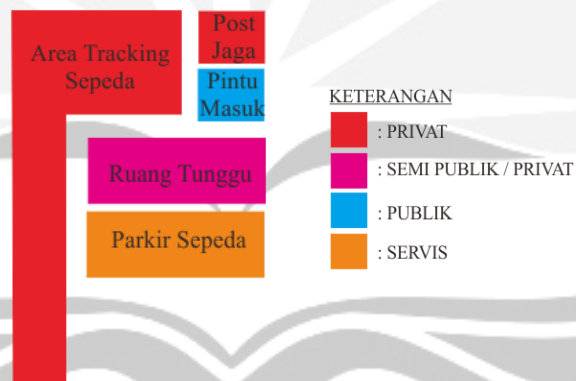 Area Tracking
Sepeda
Post
Jaga
Pintu
Masuk
Ruang Tunggu
Parkir Sepeda
KETERANGAN
: PRIVAT
: SEMI PUBLIK / PRIVAT
: PUBLIK
: SERVIS